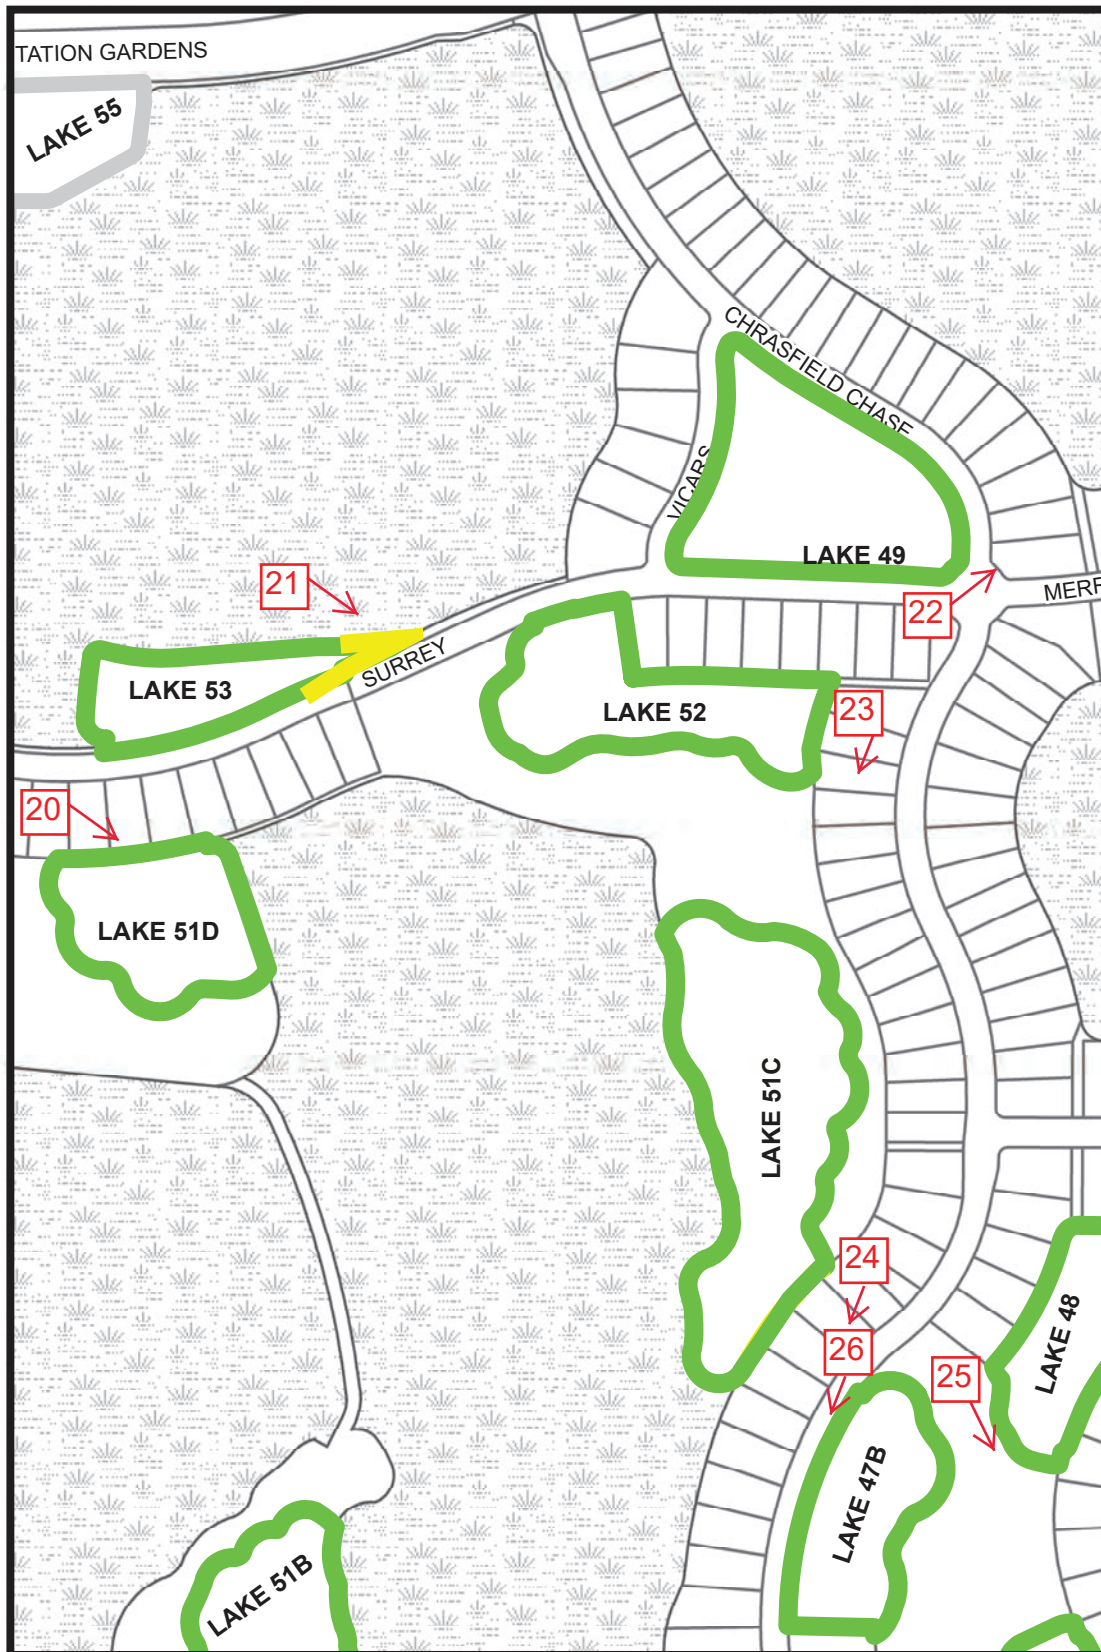 TATION GARDENS
LAKE 55
CHRASFIELD CHASE
VICARS
LAKE 49
21
22
MERF
SURREY
LAKE 53
LAKE 52
23
20
LAKE 51D
LAKE 51C
24
26
25
LAKE 48
LAKE 47B
LAKE 51B